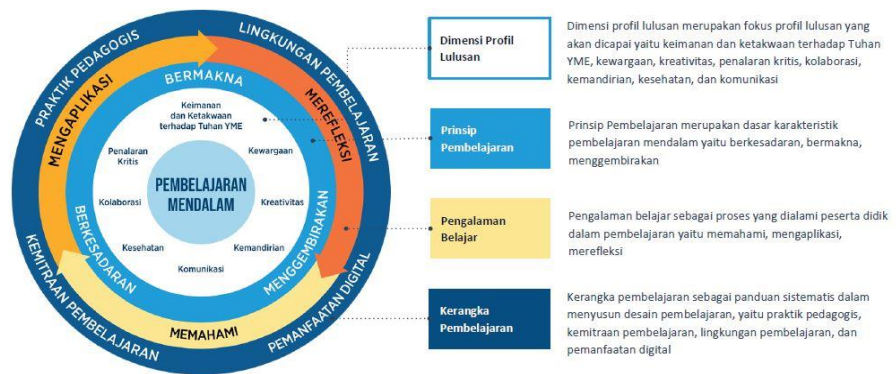 PRAKTIK PEDAGOGIS
LINGKUNGAN PEMBELAJARAN
KEMITRAAN PEMBELAJARAN
PEMANFAATAN DIGITAL
MENGAPLIKASI
MEREFLEKSI
MEMAHAMI
BERMAKNA
BERKESADARAN
MENGGEMBIRAKAN
Keimanan
dan Ketakwaan
terhadap Tuhan YME
Penalaran
Kritis
Kewargaan
Kolaborasi
Kreativitas
Kesehatan
Kemandirian
Komunikasi
PEMBELAJARAN
MENDALAM
Dimensi Profil
Lulusan
Dimensi profil lulusan merupakan fokus profil lulusan yang
akan dicapai yaitu keimanan dan ketakwaan terhadap Tuhan
YME, kewargaan, kreativitas, penalaran kritis, kolaborasi,
kemandirian, kesehatan, dan komunikasi
Prinsip
Pembelajaran
Prinsip Pembelajaran merupakan dasar karakteristik
pembelajaran mendalam yaitu berkesadaran, bermakna,
menggembirakan
Pengalaman
Belajar
Pengalaman belajar sebagai proses yang dialami peserta didik
dalam pembelajaran yaitu memahami, mengaplikasi,
merefleksi
Kerangka
Pembelajaran
Kerangka pembelajaran sebagai panduan sistematis dalam
menyusun desain pembelajaran, yaitu praktik pedagogis,
kemitraan pembelajaran, lingkungan pembelajaran, dan
pemanfaatan digital